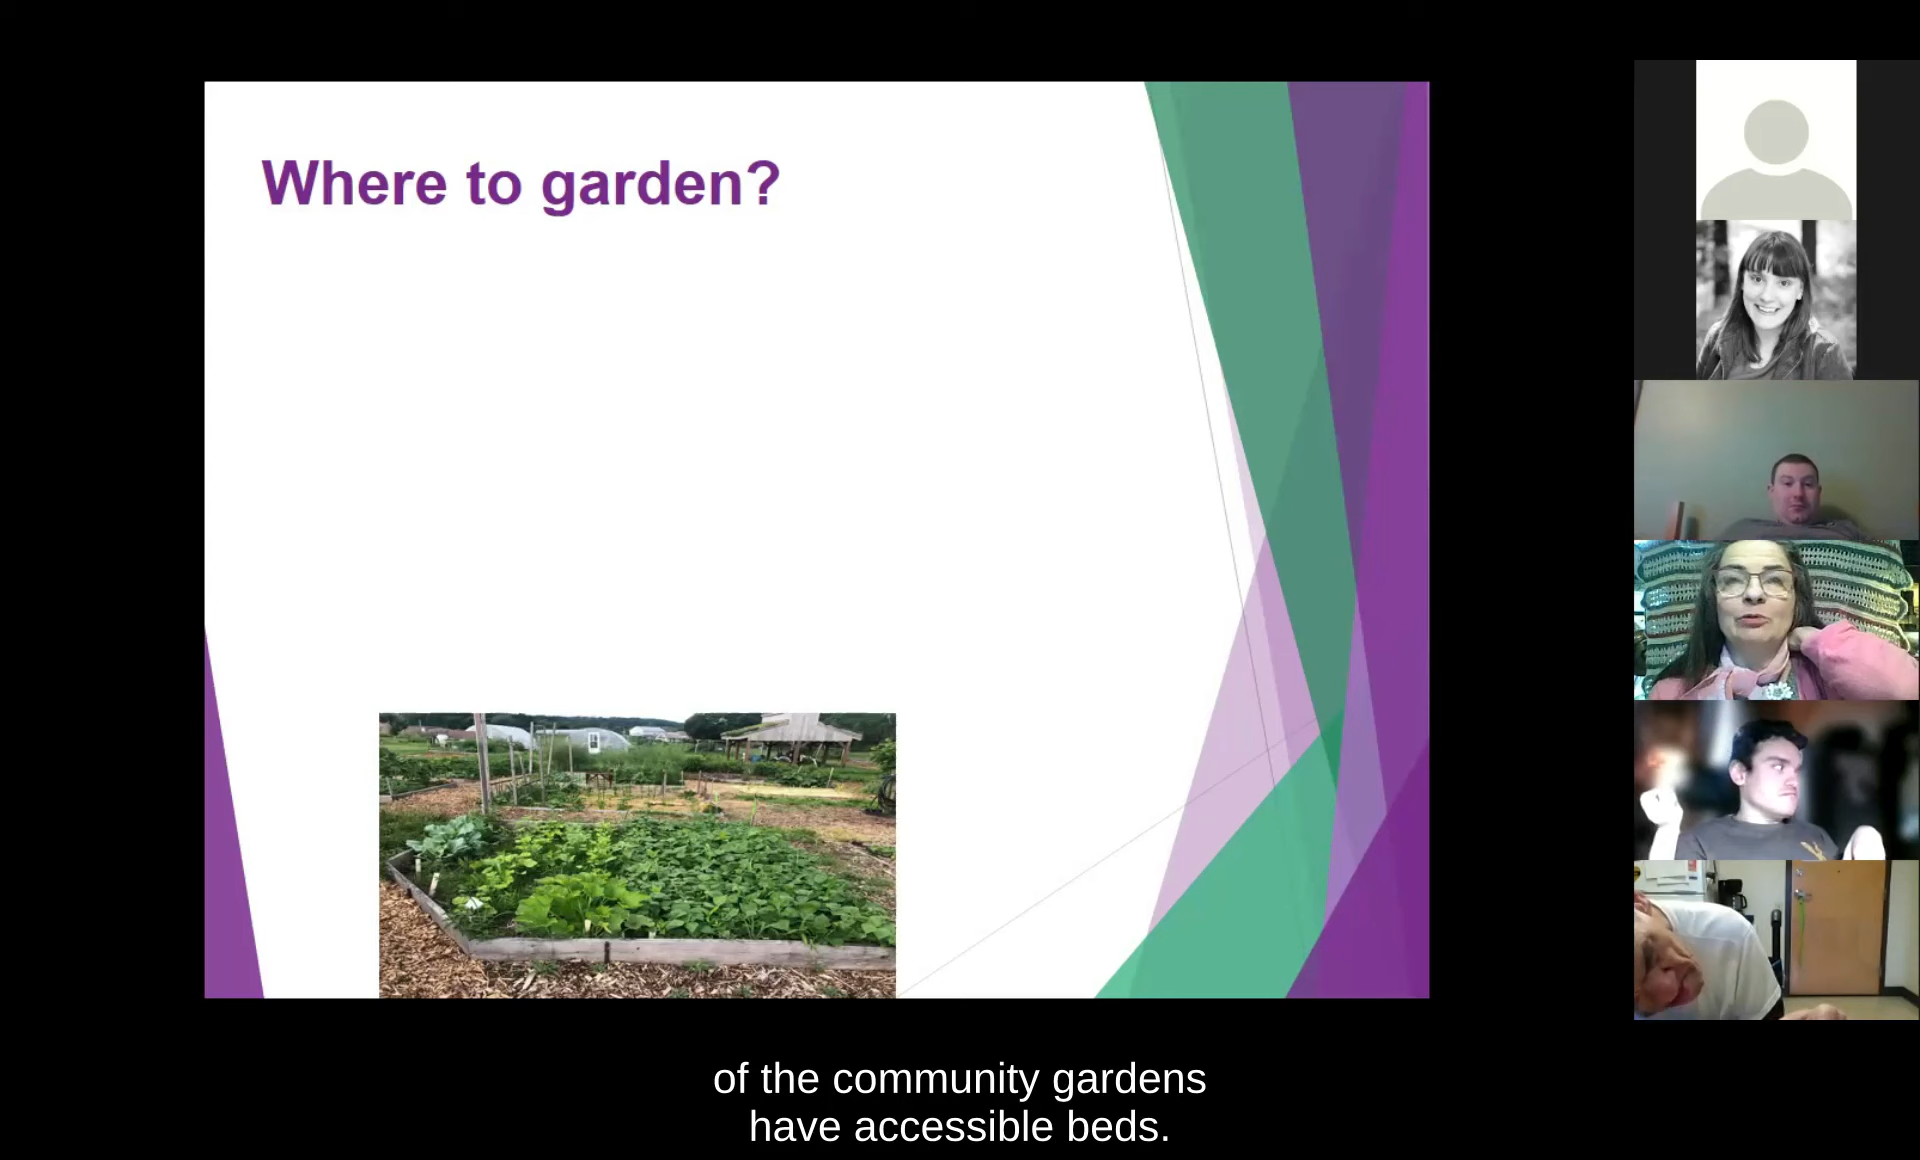 Where to garden?
of the community gardens
have accessible beds.